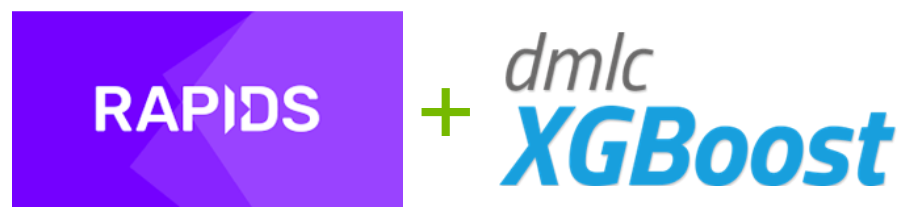 RAPIDS
+
dmlc
XGBoost